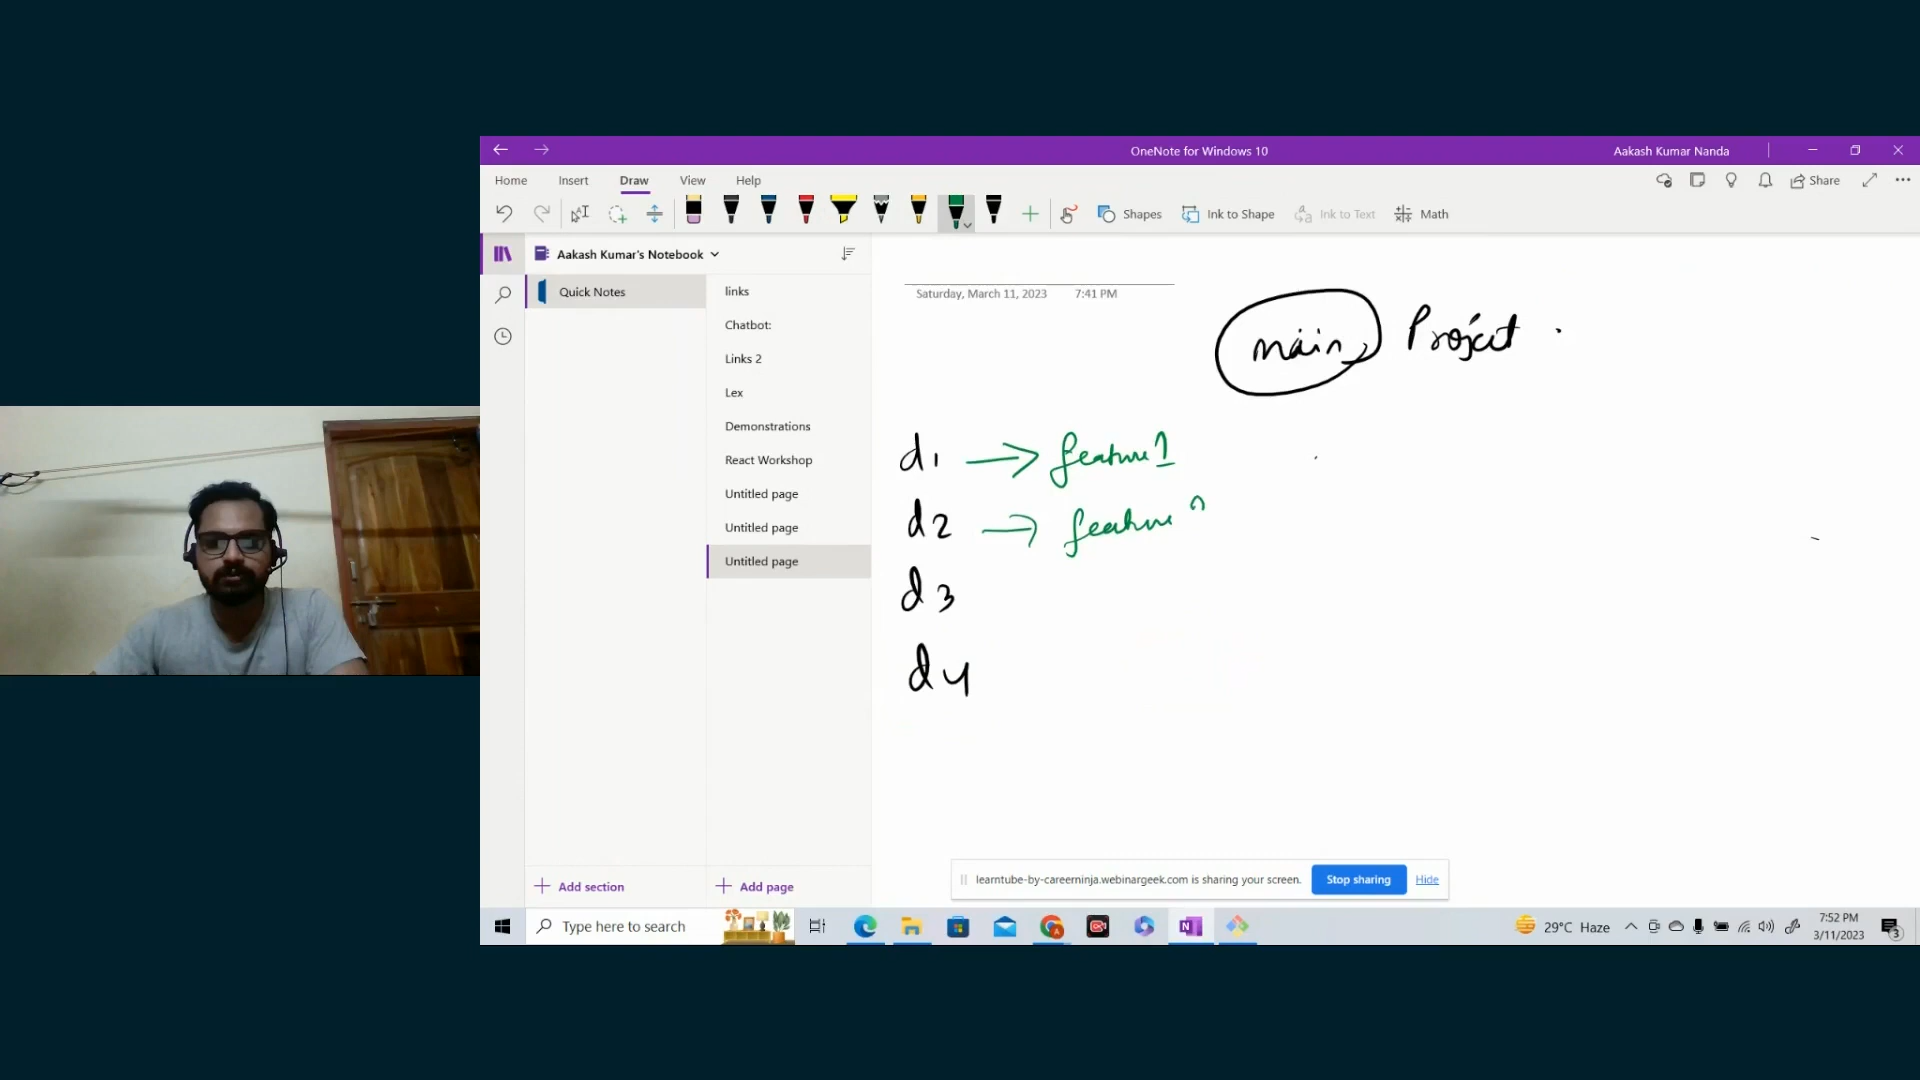 OneNote for Windows 10
Aakash Kumar Nanda
Home Insert Draw View Help
Share
Shapes Ink to Shape Ink to Text Math
Aakash Kumar's Notebook
Quick Notes
links
Chatbot:
Links 2
Lex
Demonstrations
React Workshop
Untitled page
Untitled page
Untitled page
Add section
Add page
Saturday, March 11, 2023 7:41 PM
main Project
d1 → feature 1
d2 → feature
d3
d4
learntube-by-careerninja.webinargeek.com is sharing your screen. Stop sharing Hide
Type here to search
29°C Haze
7:52 PM
3/11/2023
3